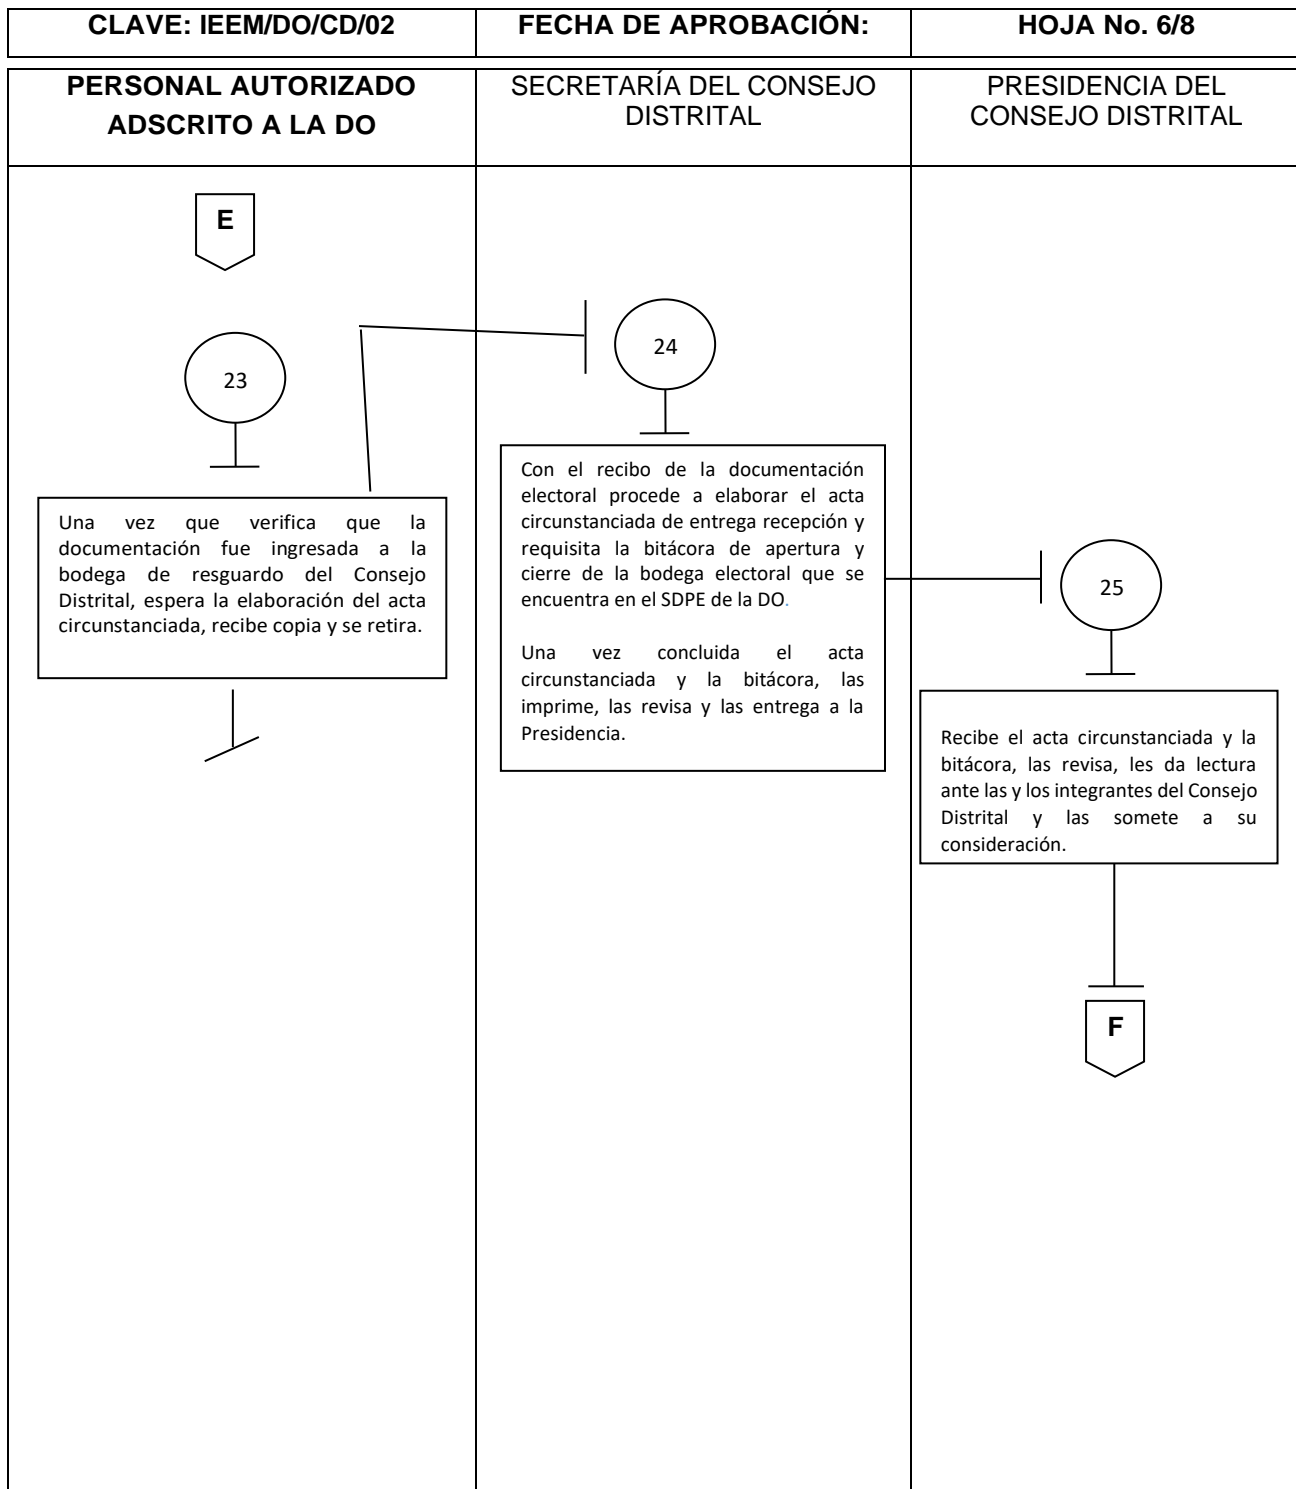 CLAVE: IEEM/DO/CD/02
FECHA DE APROBACIÓN:
HOJA No. 6/8
PERSONAL AUTORIZADO
ADSCRITO A LA DO
SECRETARÍA DEL CONSEJO
DISTRITAL
PRESIDENCIA DEL
CONSEJO DISTRITAL
E
23
Una vez que verifica que la
documentación fue ingresada a la
bodega de resguardo del Consejo
Distrital, espera la elaboración del acta
circunstanciada, recibe copia y se retira.
24
Con el recibo de la documentación
electoral procede a elaborar el acta
circunstanciada de entrega recepción y
requisita la bitácora de apertura y
cierre de la bodega electoral que se
encuentra en el SDPE de la DO.
Una vez concluida el acta
circunstanciada y la bitácora, las
imprime, las revisa y las entrega a la
Presidencia.
25
Recibe el acta circunstanciada y la
bitácora, las revisa, les da lectura
ante las y los integrantes del Consejo
Distrital y las somete a su
consideración.
F